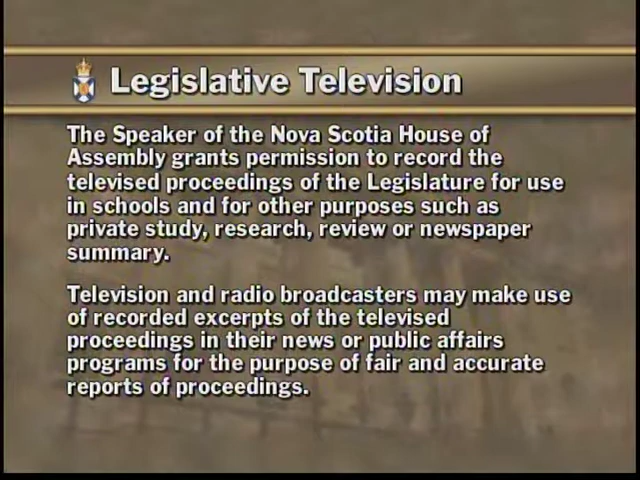 Legislative Television
The Speaker of the Nova Scotia House of
Assembly grants permission to record the
televised proceedings of the Legislature for use
in schools and for other purposes such as
private study, research, review or newspaper
summary.
Television and radio broadcasters may make use
of recorded excerpts of the televised
proceedings in their news or public affairs
programs for the purpose of fair and accurate
reports of proceedings.